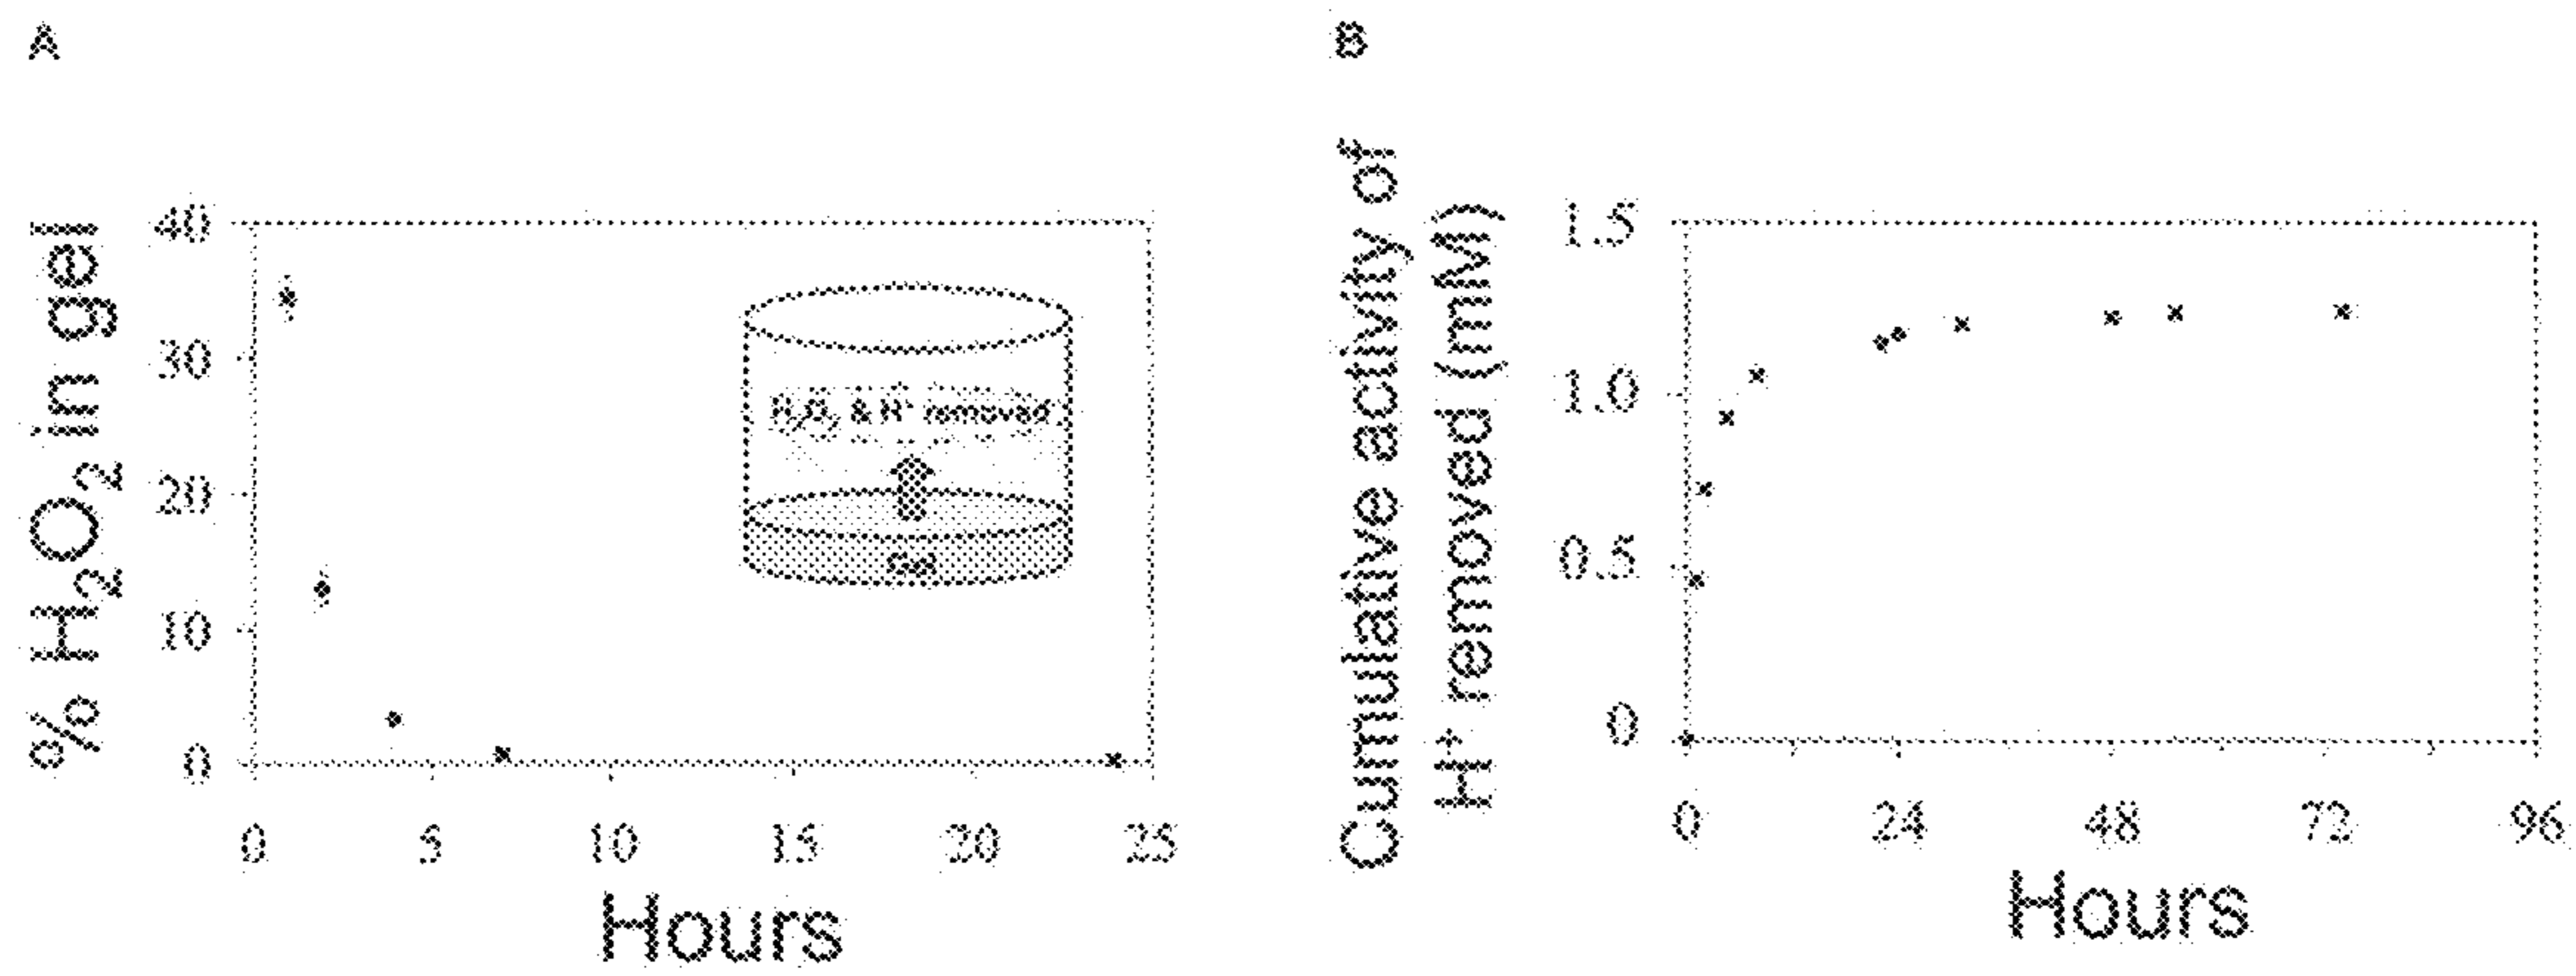 A
% H2O2 in gel
40
30
20
10
0
H2O2 & H+ removed
Gel
0 5 10 15 20 25
Hours
B
Cumulative activity of
H+ removed (mM)
1.5
1.0
0.5
0
0 24 48 72 96
Hours